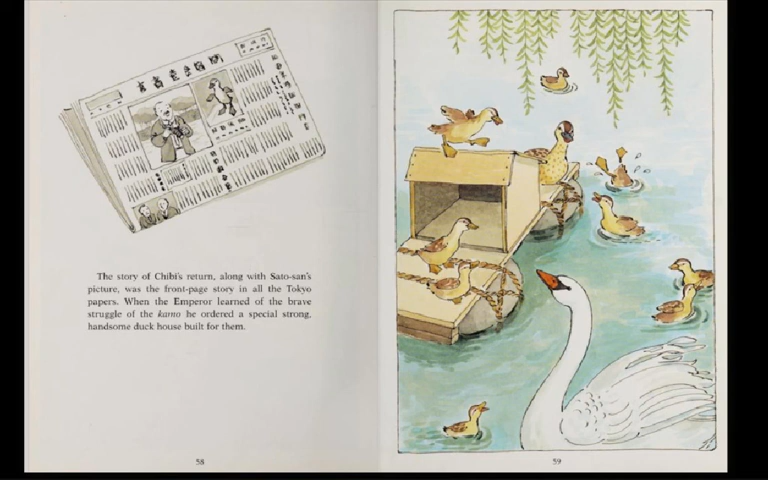 The story of Chibi's return, along with Sato-san's
picture, was the front-page story in all the Tokyo
papers. When the Emperor learned of the brave
struggle of the kamo he ordered a special strong,
handsome duck house built for them.
58
59